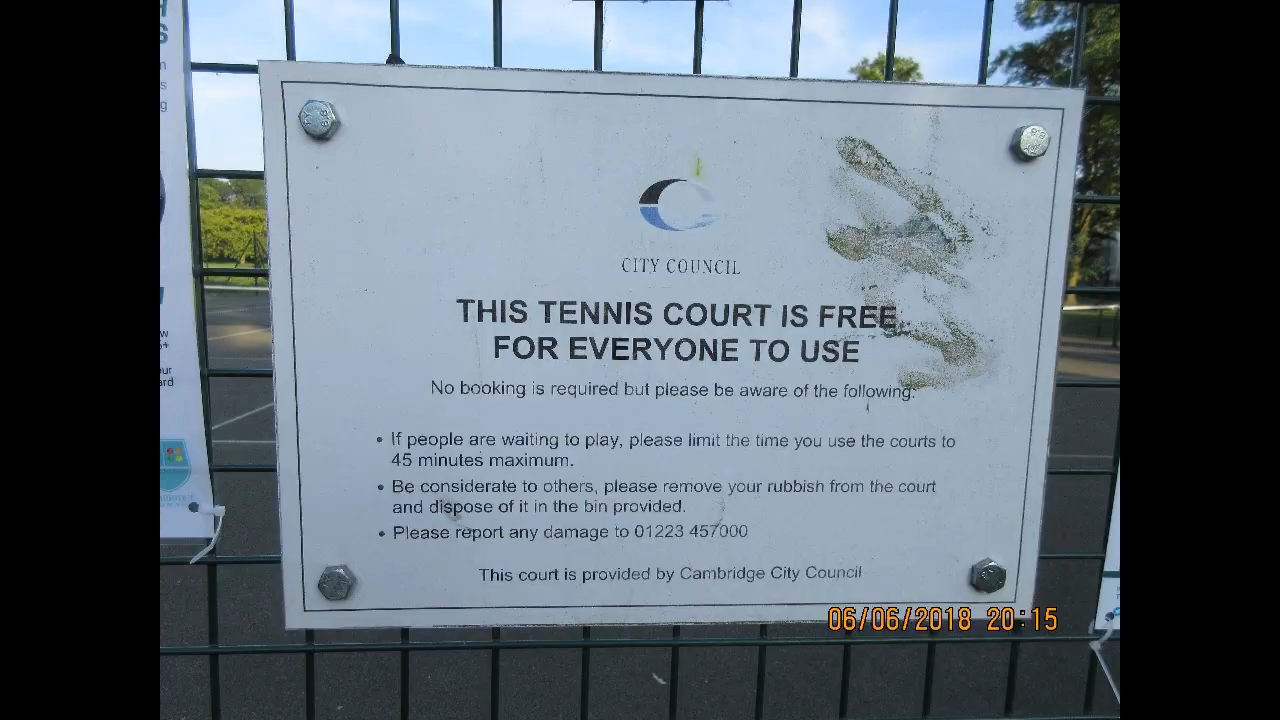 CITY COUNCIL
THIS TENNIS COURT IS FREE
FOR EVERYONE TO USE
No booking is required but please be aware of the following:
• If people are waiting to play, please limit the time you use the courts to
45 minutes maximum.
• Be considerate to others, please remove your rubbish from the court
and dispose of it in the bin provided.
• Please report any damage to 01223 457000
This court is provided by Cambridge City Council
06/06/2018 20:15